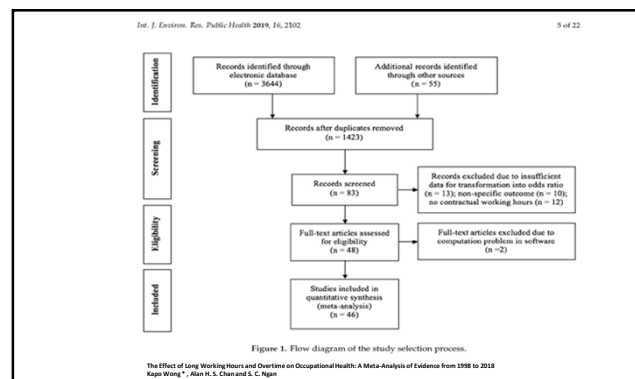 Int. J. Environ. Res. Public Health 2019, 16, 2102
5 of 22
Identification
Records identified through
electronic database
(n = 3644)
Additional records identified
through other sources
(n = 55)
Screening
Records after duplicates removed
(n = 1423)
Records screened
(n = 83)
Records excluded due to insufficient
data for transformation into odds ratio
(n = 13); non-specific outcome (n = 10);
no contractual working hours (n = 12)
Eligibility
Full-text articles assessed
for eligibility
(n = 48)
Full-text articles excluded due to
computation problem in software
(n =2)
Included
Studies included in
quantitative synthesis
(meta-analysis)
(n = 46)
Figure 1. Flow diagram of the study selection process.
The Effect of Long Working Hours and Overtime on Occupational Health: A Meta-Analysis of Evidence from 1998 to 2018
Kapo Wong * , Alan H. S. Chan and S. C. Ngan